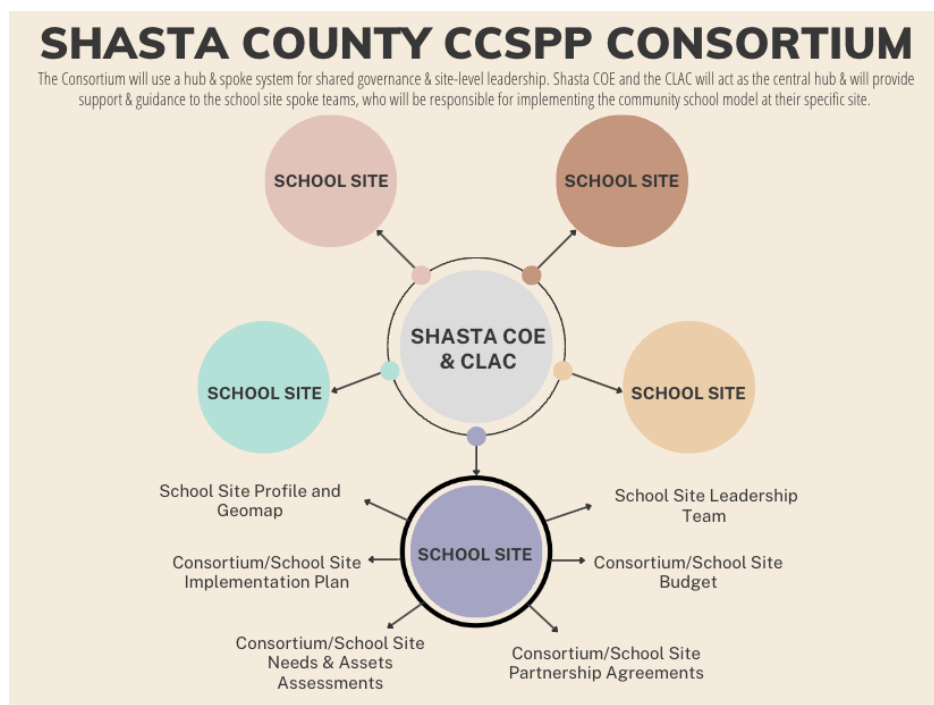 SHASTA COUNTY CCSPP CONSORTIUM
The Consortium will use a hub & spoke system for shared governance & site-level leadership. Shasta COE and the CLAC will act as the central hub & will provide
support & guidance to the school site spoke teams, who will be responsible for implementing the community school model at their specific site.
SCHOOL SITE
SCHOOL SITE
SHASTA COE
& CLAC
SCHOOL SITE
SCHOOL SITE
School Site Profile and
Geomap
School Site Leadership
Team
SCHOOL SITE
Consortium/School Site
Implementation Plan
Consortium/School Site
Budget
Consortium/School Site
Needs & Assets
Assessments
Consortium/School Site
Partnership Agreements